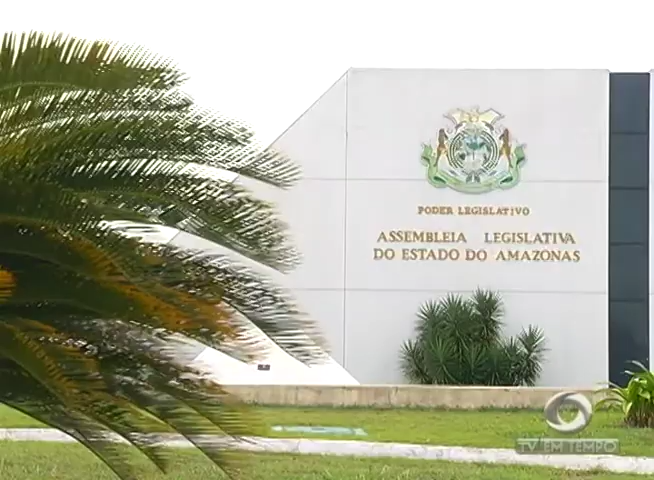 PODER LEGISLATIVO
ASSEMBLEIA LEGISLATIVA
DO ESTADO DO AMAZONAS
TV EM TEMPO